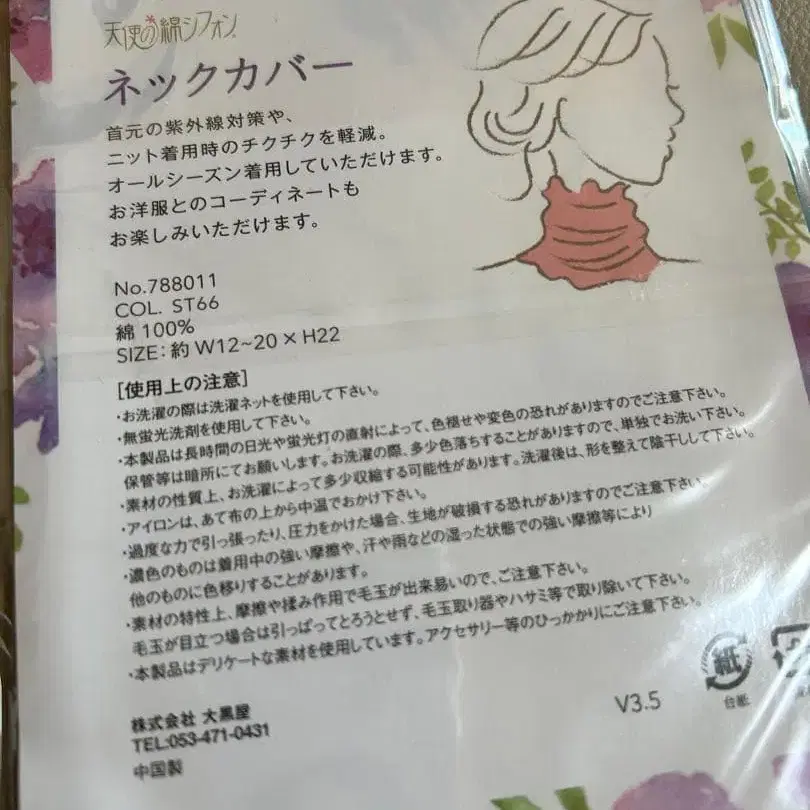 天使の綿シフォン
ネックカバー
首元の紫外線対策や、
ニット着用時のチクチクを軽減。
オールシーズン着用していただけます。
お洋服とのコーディネートも
お楽しみいただけます。
No.788011
COL. ST66
綿 100%
SIZE：約 W12~20 × H22
[使用上の注意]
・お洗濯の際は洗濯ネットを使用して下さい。
・無蛍光洗剤を使用して下さい。
・本製品は長時間の日光や蛍光灯の直射によって、色褪せや変色の恐れがありますのでご注意下さい。
保管等は暗所にてお願いします。お洗濯の際、多少色落ちすることがありますので、単独でお洗い下さい。
・素材の性質上、お洗濯によって多少収縮する可能性があります。洗濯後は、形を整えて陰干しして下さい。
・アイロンは、あて布の上から中温でおかけ下さい。
・過度な力で引っ張ったり、圧力をかけた場合、生地が破損する恐れがありますのでご注意下さい。
・濃色のものは着用中の強い摩擦や、汗や雨などの湿った状態での強い摩擦等により
他のものに色移りすることがあります。
・素材の特性上、摩擦や揉み作用で毛玉が出来易いので、ご注意下さい。
毛玉が目立つ場合は引っぱってとろうとせず、毛玉取り器やハサミ等で取り除いて下さい。
・本製品はデリケートな素材を使用しています。アクセサリー等のひっかかりにご注意下さい。
株式会社 大黒屋
TEL:053-471-0431
中国製
V3.5
紙
台紙